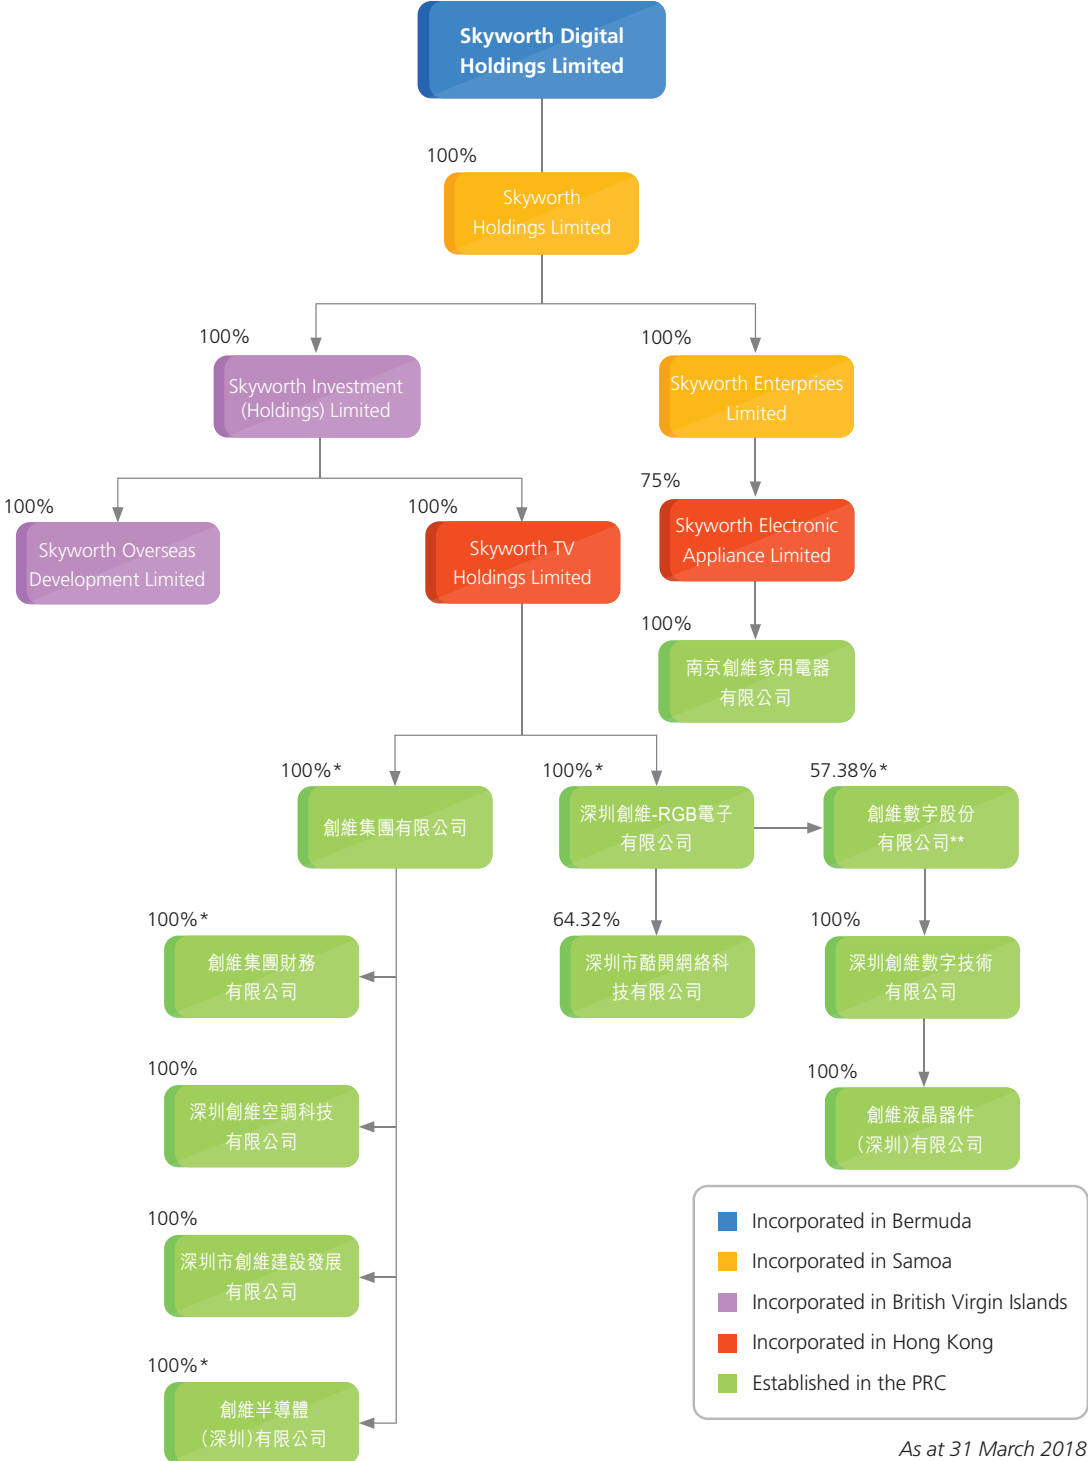 Skyworth Digital
Holdings Limited
100%
Skyworth
Holdings Limited
100%
Skyworth Investment
(Holdings) Limited
100%
Skyworth Enterprises
Limited
100%
Skyworth Overseas
Development Limited
100%
Skyworth TV
Holdings Limited
75%
Skyworth Electronic
Appliance Limited
100%
南京創維家用電器
有限公司
100%*
創維集團有限公司
100%*
深圳創維-RGB電子
有限公司
57.38%*
創維數字股份
有限公司**
100%*
創維集團財務
有限公司
64.32%
深圳市酷開網絡科
技有限公司
100%
深圳創維數字技術
有限公司
100%
深圳創維空調科技
有限公司
100%
創維液晶器件
（深圳）有限公司
100%
深圳市創維建設發展
有限公司
100%*
創維半導體
（深圳）有限公司
Incorporated in Bermuda
Incorporated in Samoa
Incorporated in British Virgin Islands
Incorporated in Hong Kong
Established in the PRC
As at 31 March 2018